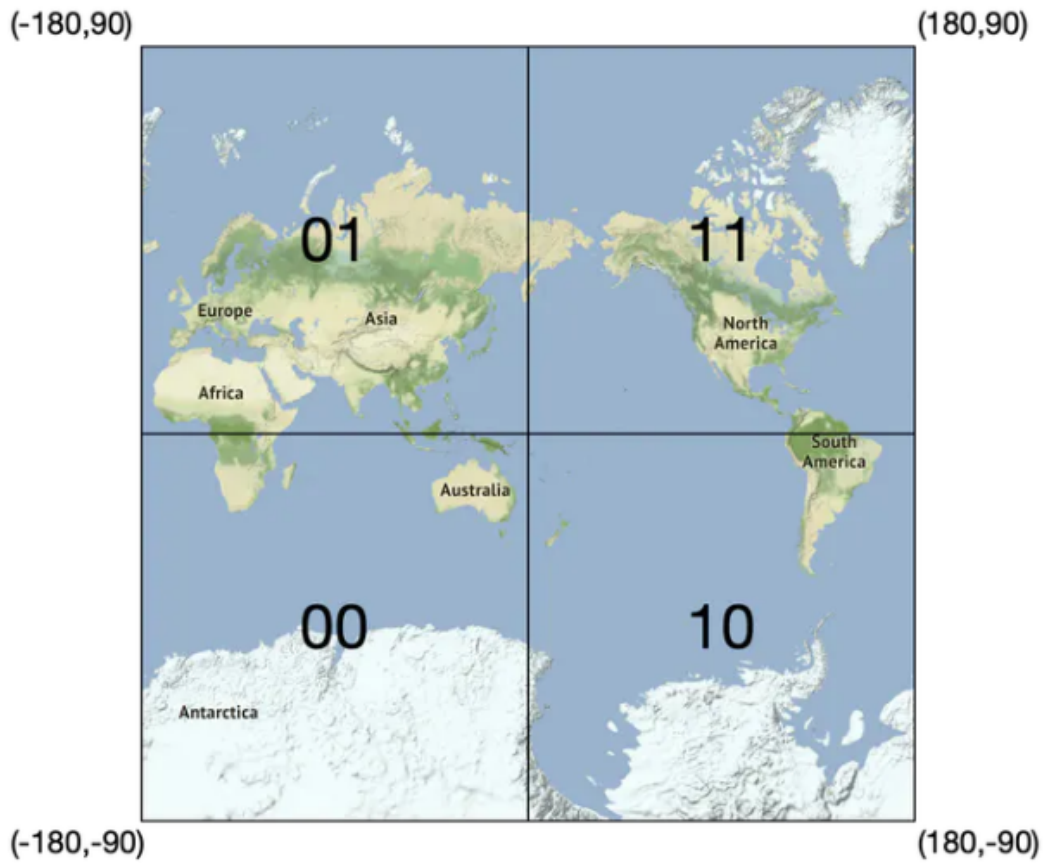 (-180,90)
(180,90)
01
11
Europe
Asia
North
America
Africa
South
America
Australia
00
10
Antarctica
(-180,-90)
(180,-90)